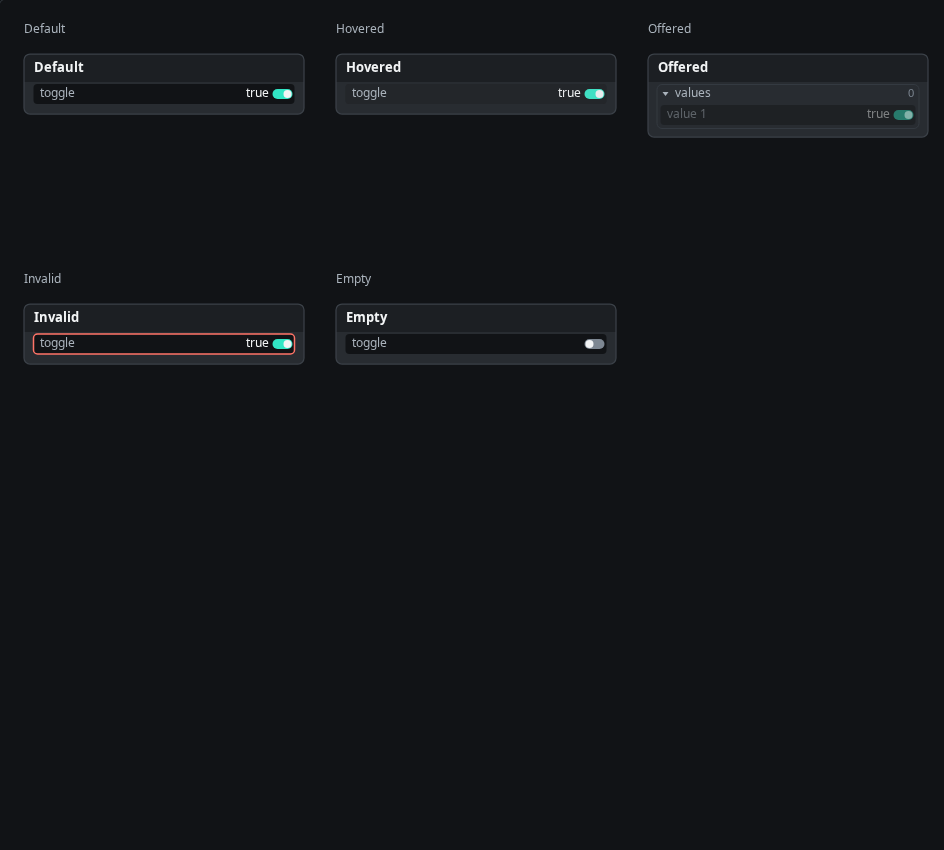 Default
Hovered
Offered
Default
toggle
true
Hovered
toggle
true
Offered
values
0
value 1
true
Invalid
Empty
Invalid
toggle
true
Empty
toggle